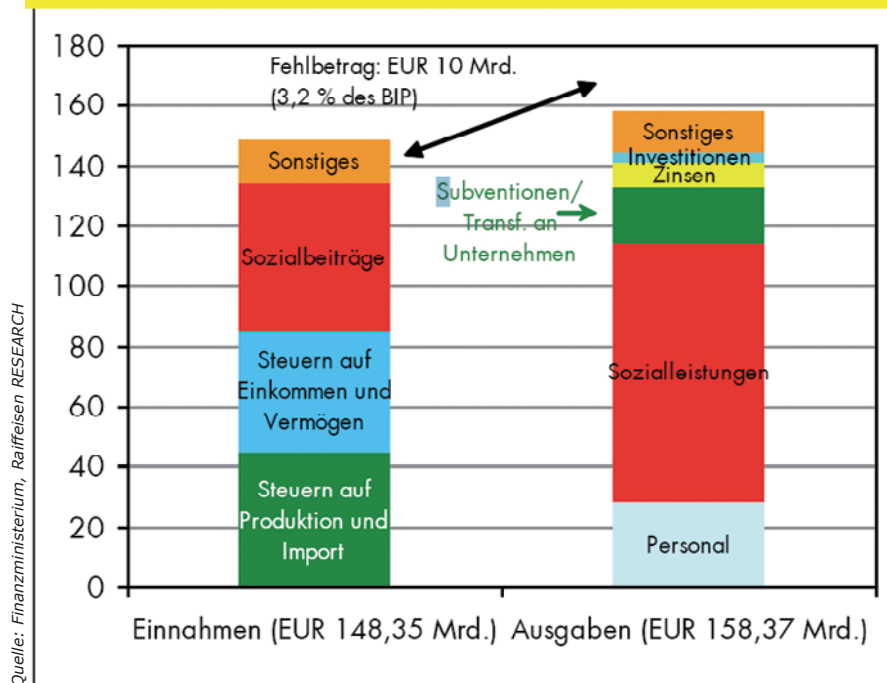 180
160
140
120
100
80
60
40
20
0
Fehlbetrag: EUR 10 Mrd.
(3,2 % des BIP)
Sonstiges
Sozialbeiträge
Steuern auf
Einkommen und
Vermögen
Steuern auf
Produktion und
Import
Subventionen/
Transf. an
Unternehmen
Sonstiges
Investitionen
Zinsen
Sozialleistungen
Personal
Einnahmen (EUR 148,35 Mrd.)
Ausgaben (EUR 158,37 Mrd.)
Quelle: Finanzministerium, Raiffeisen RESEARCH